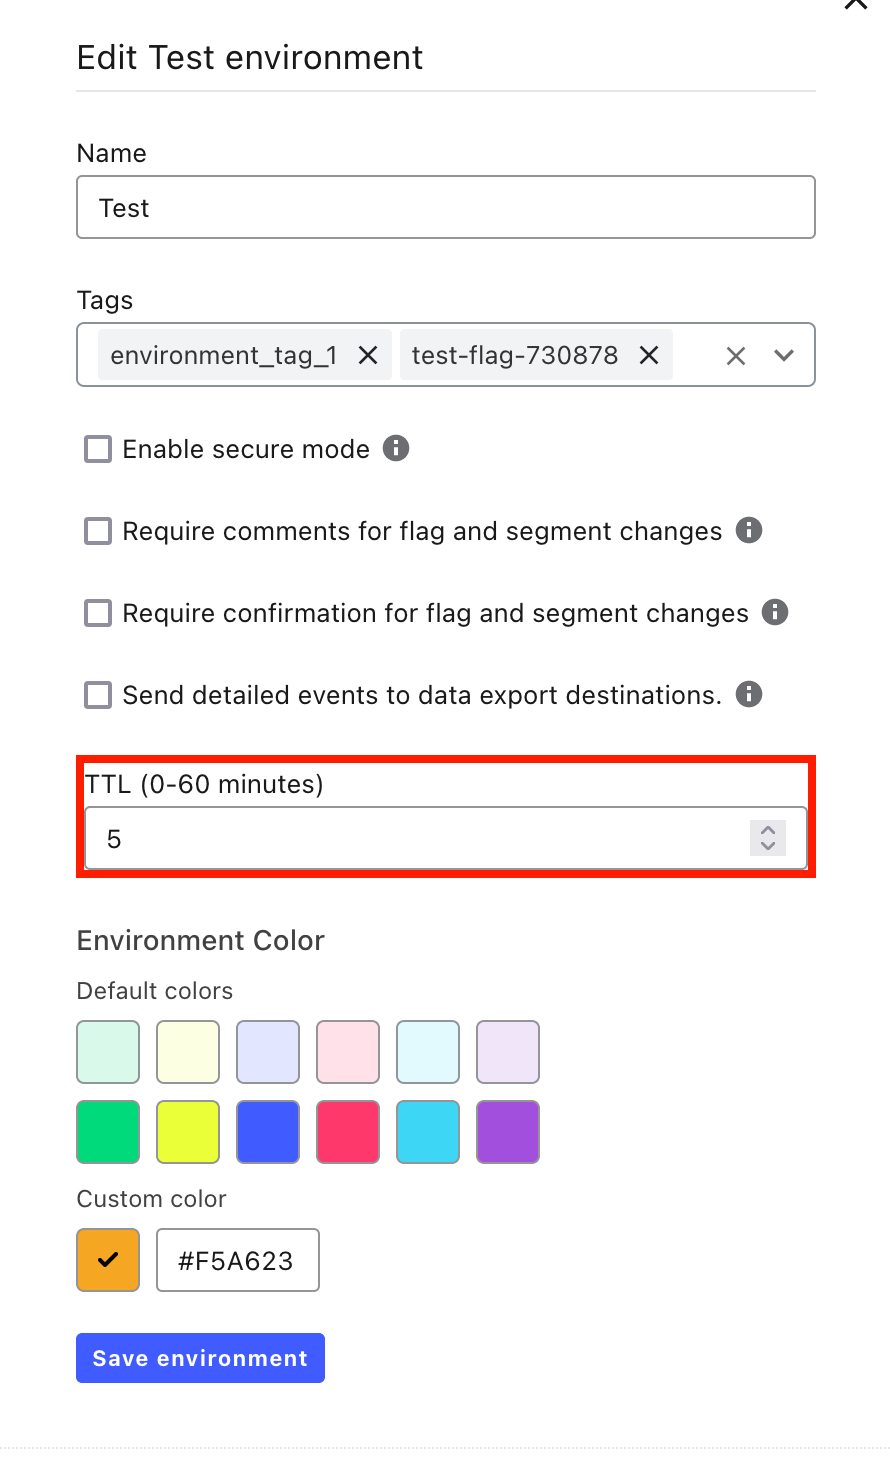 Edit Test environment
Name
Test
Tags
environment_tag_1 test-flag-730878
Enable secure mode
Require comments for flag and segment changes
Require confirmation for flag and segment changes
Send detailed events to data export destinations.
TTL (0-60 minutes)
5
Environment Color
Default colors
Custom color
#F5A623
Save environment